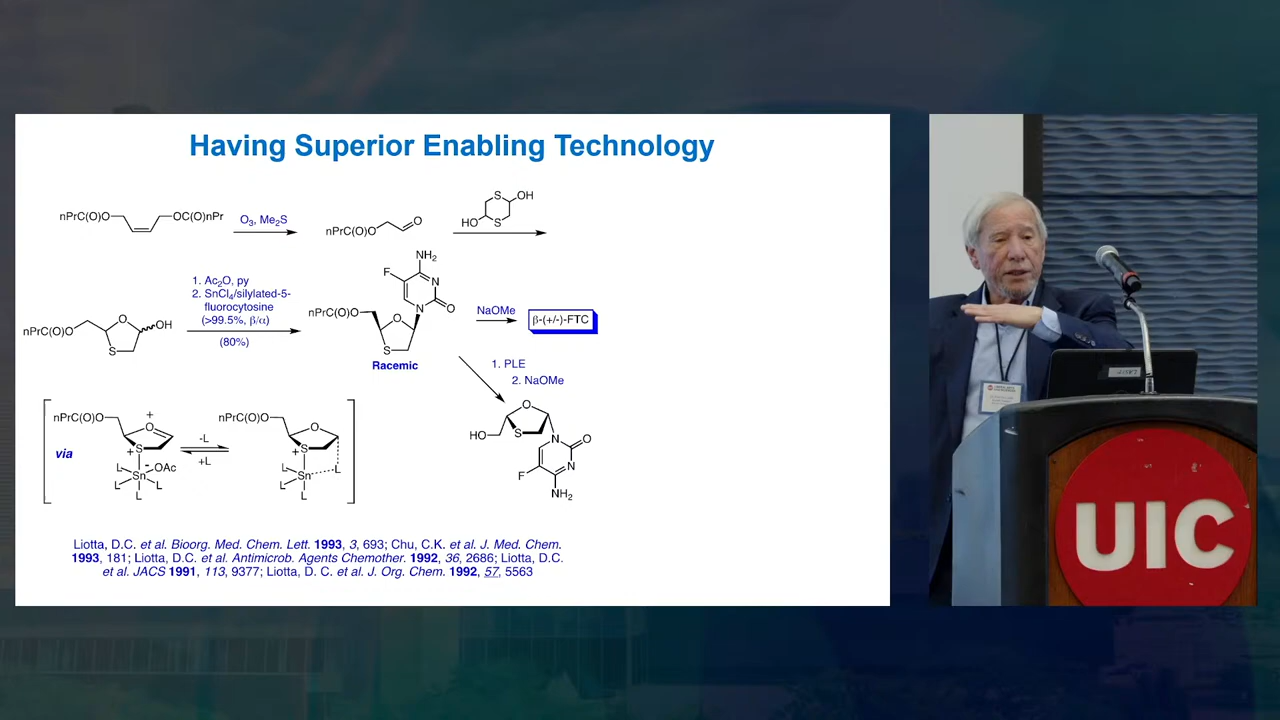 Having Superior Enabling Technology
nPrC(O)O
OC(O)nPr
O3, Me2S
nPrC(O)O
O
S
OH
HO
S
nPrC(O)O
O
OH
S
1. Ac2O, py
2. SnCl4/silylated-5-
fluorocytosine
(>99.5%, β/α)
(80%)
NH2
F
N
N
O
nPrC(O)O
O
S
Racemic
NaOMe
β-(+/-)-FTC
1. PLE
2. NaOMe
O
HO
S
N
O
F
N
NH2
via
nPrC(O)O
+
O
+
S
L
-
OAc
Sn
L
L
L
-L
+L
nPrC(O)O
O
S
+
L
Sn
-
L
L
L
L
Liotta, D.C. et al. Bioorg. Med. Chem. Lett. 1993, 3, 693; Chu, C.K. et al. J. Med. Chem.
1993, 181; Liotta, D.C. et al. Antimicrob. Agents Chemother. 1992, 36, 2686; Liotta, D.C.
et al. JACS 1991, 113, 9377; Liotta, D. C. et al. J. Org. Chem. 1992, 57, 5563
UIC